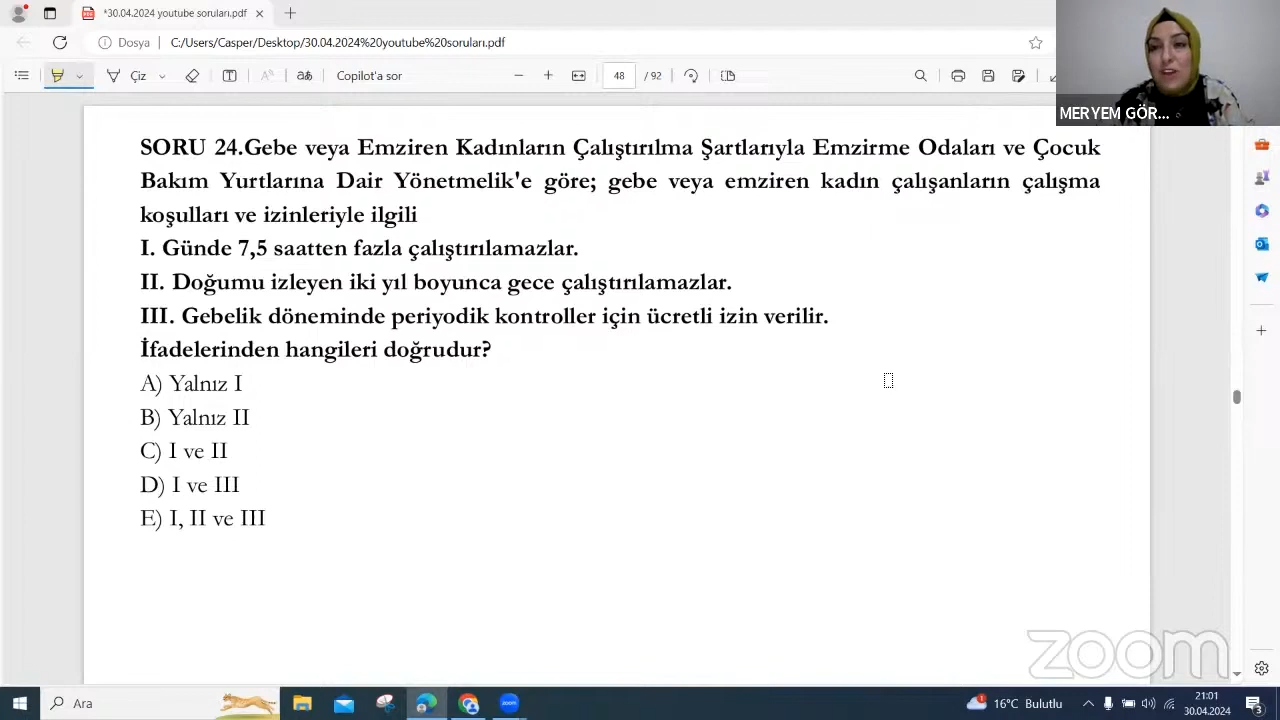 *30.04.2024 youtube soruları.pdf
Dosya
C:/Users/Casper/Desktop/30.04.2024%20youtube%20soruları.pdf
Çiz
Copilot'a sor
48 / 92
MERYEM GÖR...
SORU 24.Gebe veya Emziren Kadınların Çalıştırılma Şartlarıyla Emzirme Odaları ve Çocuk
Bakım Yurtlarına Dair Yönetmelik'e göre; gebe veya emziren kadın çalışanların çalışma
koşulları ve izinleriyle ilgili
I. Günde 7,5 saatten fazla çalıştırılamazlar.
II. Doğumu izleyen iki yıl boyunca gece çalıştırılamazlar.
III. Gebelik döneminde periyodik kontroller için ücretli izin verilir.
İfadelerinden hangileri doğrudur?
A) Yalnız I
B) Yalnız II
C) I ve II
D) I ve III
E) I, II ve III
zoom
Ara
zoom
1
16°C Bulutlu
21:01
30.04.2024
3